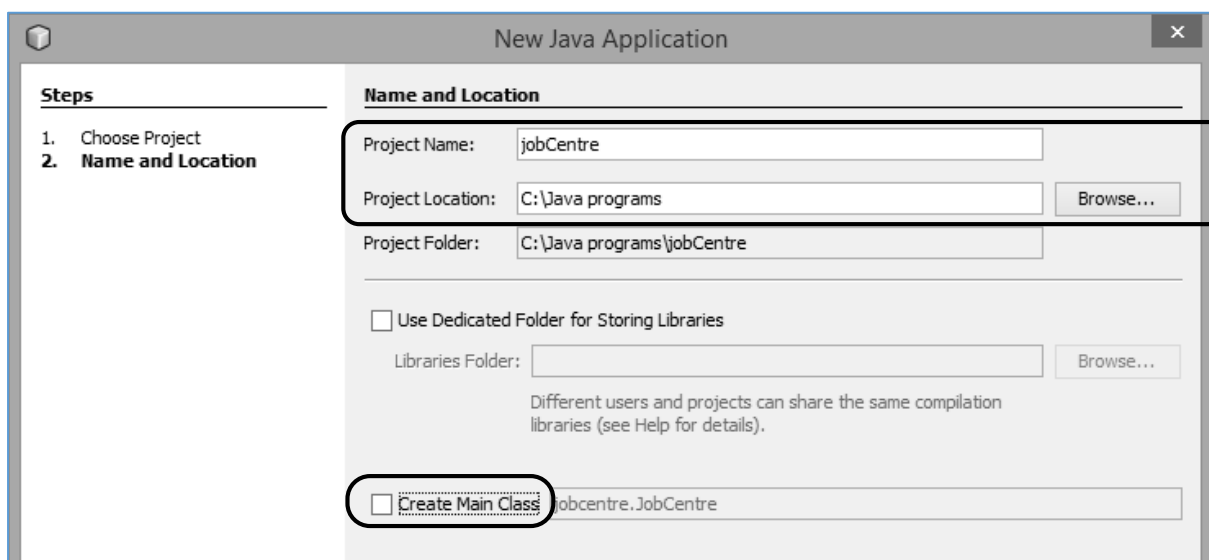 New Java Application
x
Steps
1. Choose Project
2. Name and Location
Name and Location
Project Name: jobCentre
Project Location: C:\Java programs Browse...
Project Folder: C:\Java programs\jobCentre
Use Dedicated Folder for Storing Libraries
Libraries Folder: Browse...
Different users and projects can share the same compilation
libraries (see Help for details).
Create Main Class jobcentre.JobCentre